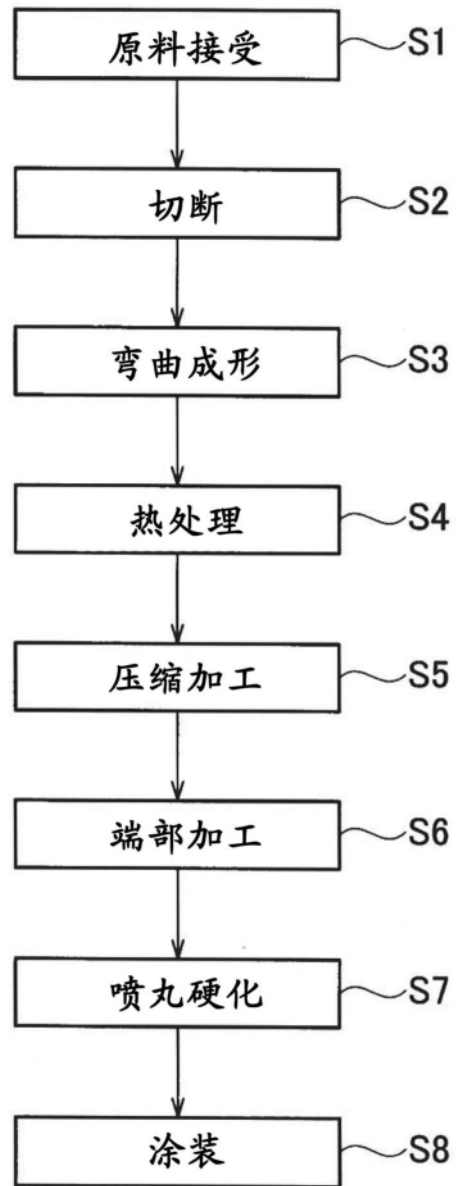 原料接受 S1
切断 S2
弯曲成形 S3
热处理 S4
压缩加工 S5
端部加工 S6
喷丸硬化 S7
涂装 S8